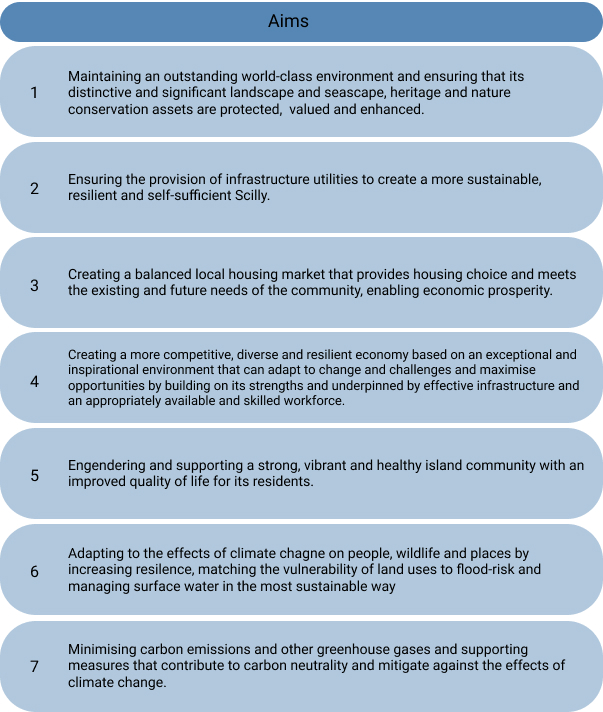 Aims
1
Maintaining an outstanding world-class environment and ensuring that its
distinctive and significant landscape and seascape, heritage and nature
conservation assets are protected, valued and enhanced.
2
Ensuring the provision of infrastructure utilities to create a more sustainable,
resilient and self-sufficient Scilly.
3
Creating a balanced local housing market that provides housing choice and meets
the existing and future needs of the community, enabling economic prosperity.
4
Creating a more competitive, diverse and resilient economy based on an exceptional and
inspirational environment that can adapt to change and challenges and maximise
opportunities by building on its strengths and underpinned by effective infrastructure and
an appropriately available and skilled workforce.
5
Engendering and supporting a strong, vibrant and healthy island community with an
improved quality of life for its residents.
6
Adapting to the effects of climate chagne on people, wildlife and places by
increasing resilence, matching the vulnerability of land uses to flood-risk and
managing surface water in the most sustainable way
7
Minimising carbon emissions and other greenhouse gases and supporting
measures that contribute to carbon neutrality and mitigate against the effects of
climate change.